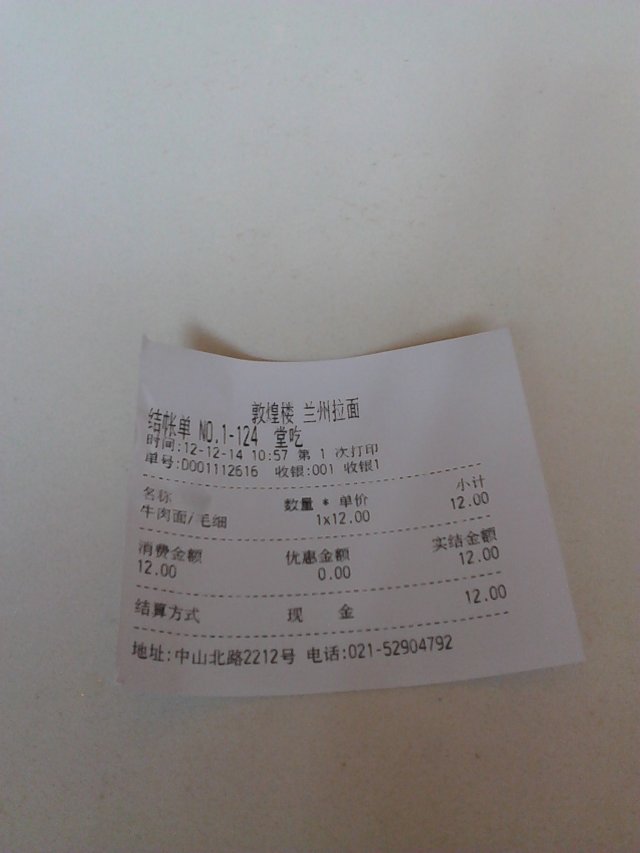 敦煌楼 兰州拉面
结帐单 NO.1-124 堂吃
时间:12-12-14 10:57 第 1 次打印
单号:D001112616 收银:001 收银1
名称 数量 * 单价 小计
牛肉面/毛细 1x12.00 12.00
消费金额 优惠金额 实结金额
12.00 0.00 12.00
结算方式 现 金 12.00
地址:中山北路2212号 电话:021-52904792